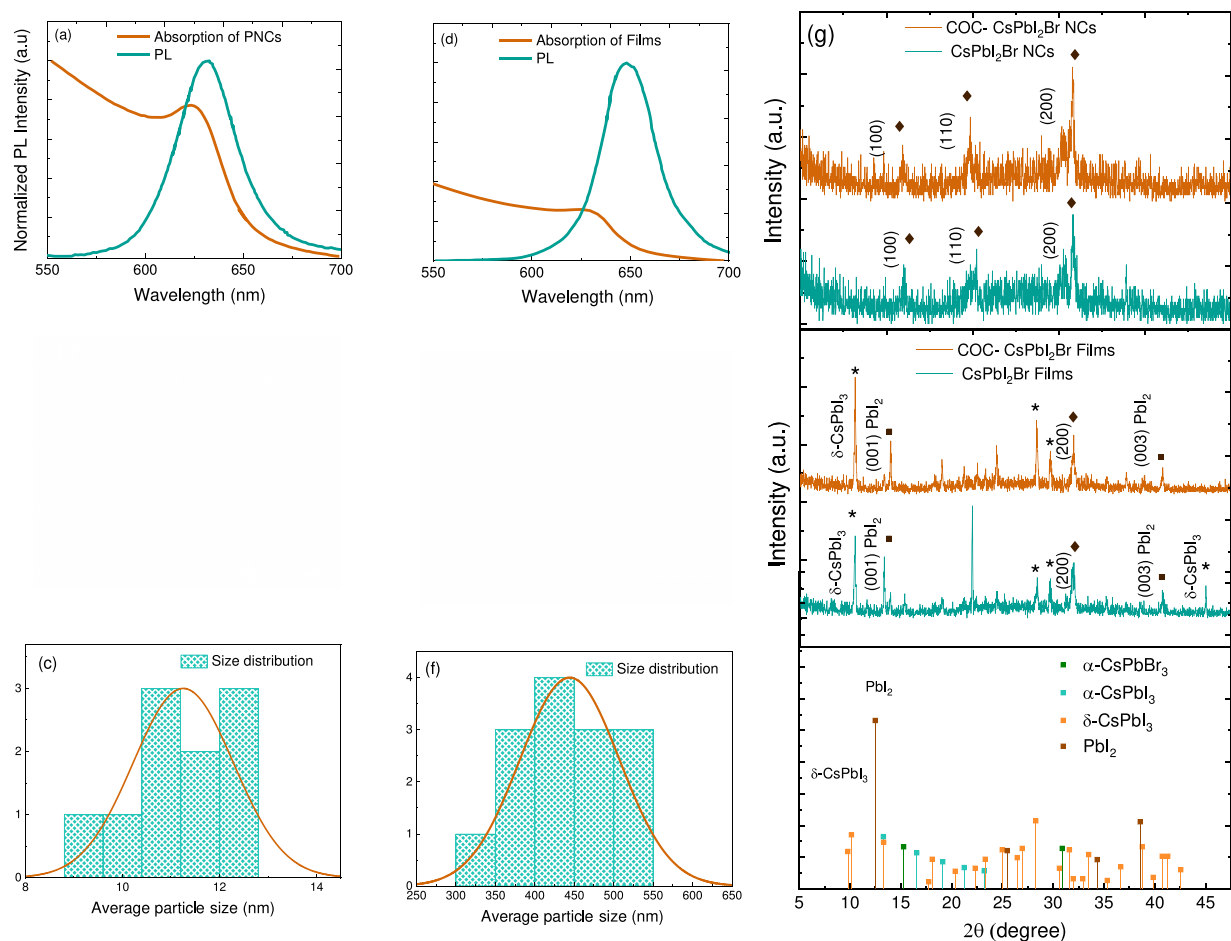 (a)
Absorption of PNCs
PL
Normalized PL Intensity (a.u)
550
600
650
700
Wavelength (nm)
(d)
Absorption of Films
PL
550
600
650
700
Wavelength (nm)
(c)
Size distribution
3
2
1
0
8
10
12
14
Average particle size (nm)
(f)
Size distribution
4
3
2
1
0
250
300
350
400
450
500
550
600
650
Average particle size (nm)
(g)
COC- CsPbI₂Br NCs
CsPbI₂Br NCs
Intensity (a.u.)
(100)
(110)
(200)
(100)
(110)
(200)
COC- CsPbI₂Br Films
CsPbI₂Br Films
Intensity (a.u.)
*
δ-CsPbI₃
(001) PbI₂
*
*
(200)
(003) PbI₂
*
δ-CsPbI₃
(001) PbI₂
*
*
(200)
(003) PbI₂
δ-CsPbI₃
*
α-CsPbBr₃
α-CsPbI₃
δ-CsPbI₃
PbI₂
PbI₂
δ-CsPbI₃
5
10
15
20
25
30
35
40
45
2θ (degree)